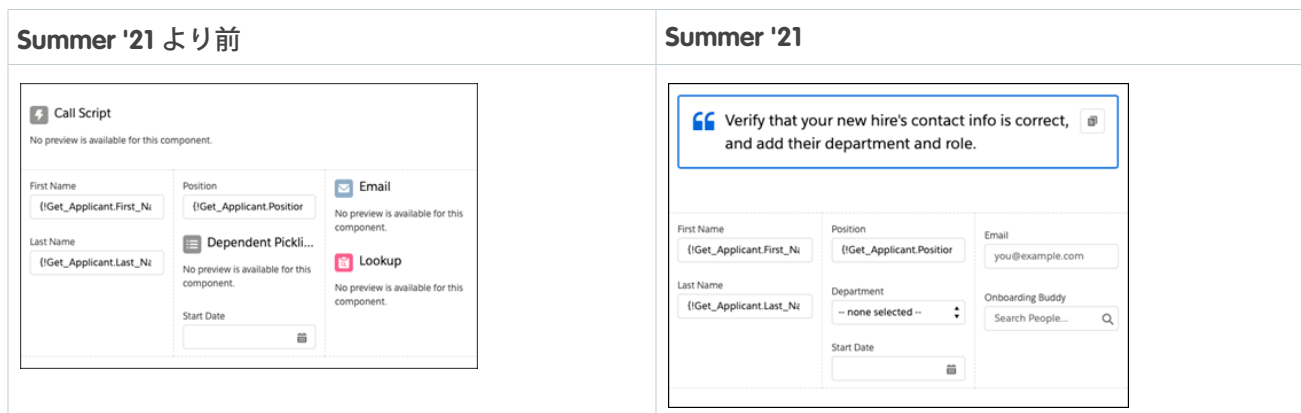 Summer '21 より前
Summer '21
Call Script
No preview is available for this component.
First Name
{!Get_Applicant.First_Na
Last Name
{!Get_Applicant.Last_Na
Position
{!Get_Applicant.Position
Dependent Pickli...
No preview is available for this
component.
Start Date
Email
No preview is available for this
component.
Lookup
No preview is available for this
component.
Verify that your new hire's contact info is correct,
and add their department and role.
First Name
{!Get_Applicant.First_Na
Last Name
{!Get_Applicant.Last_Na
Position
{!Get_Applicant.Position
Department
-- none selected --
Start Date
Email
you@example.com
Onboarding Buddy
Search People...